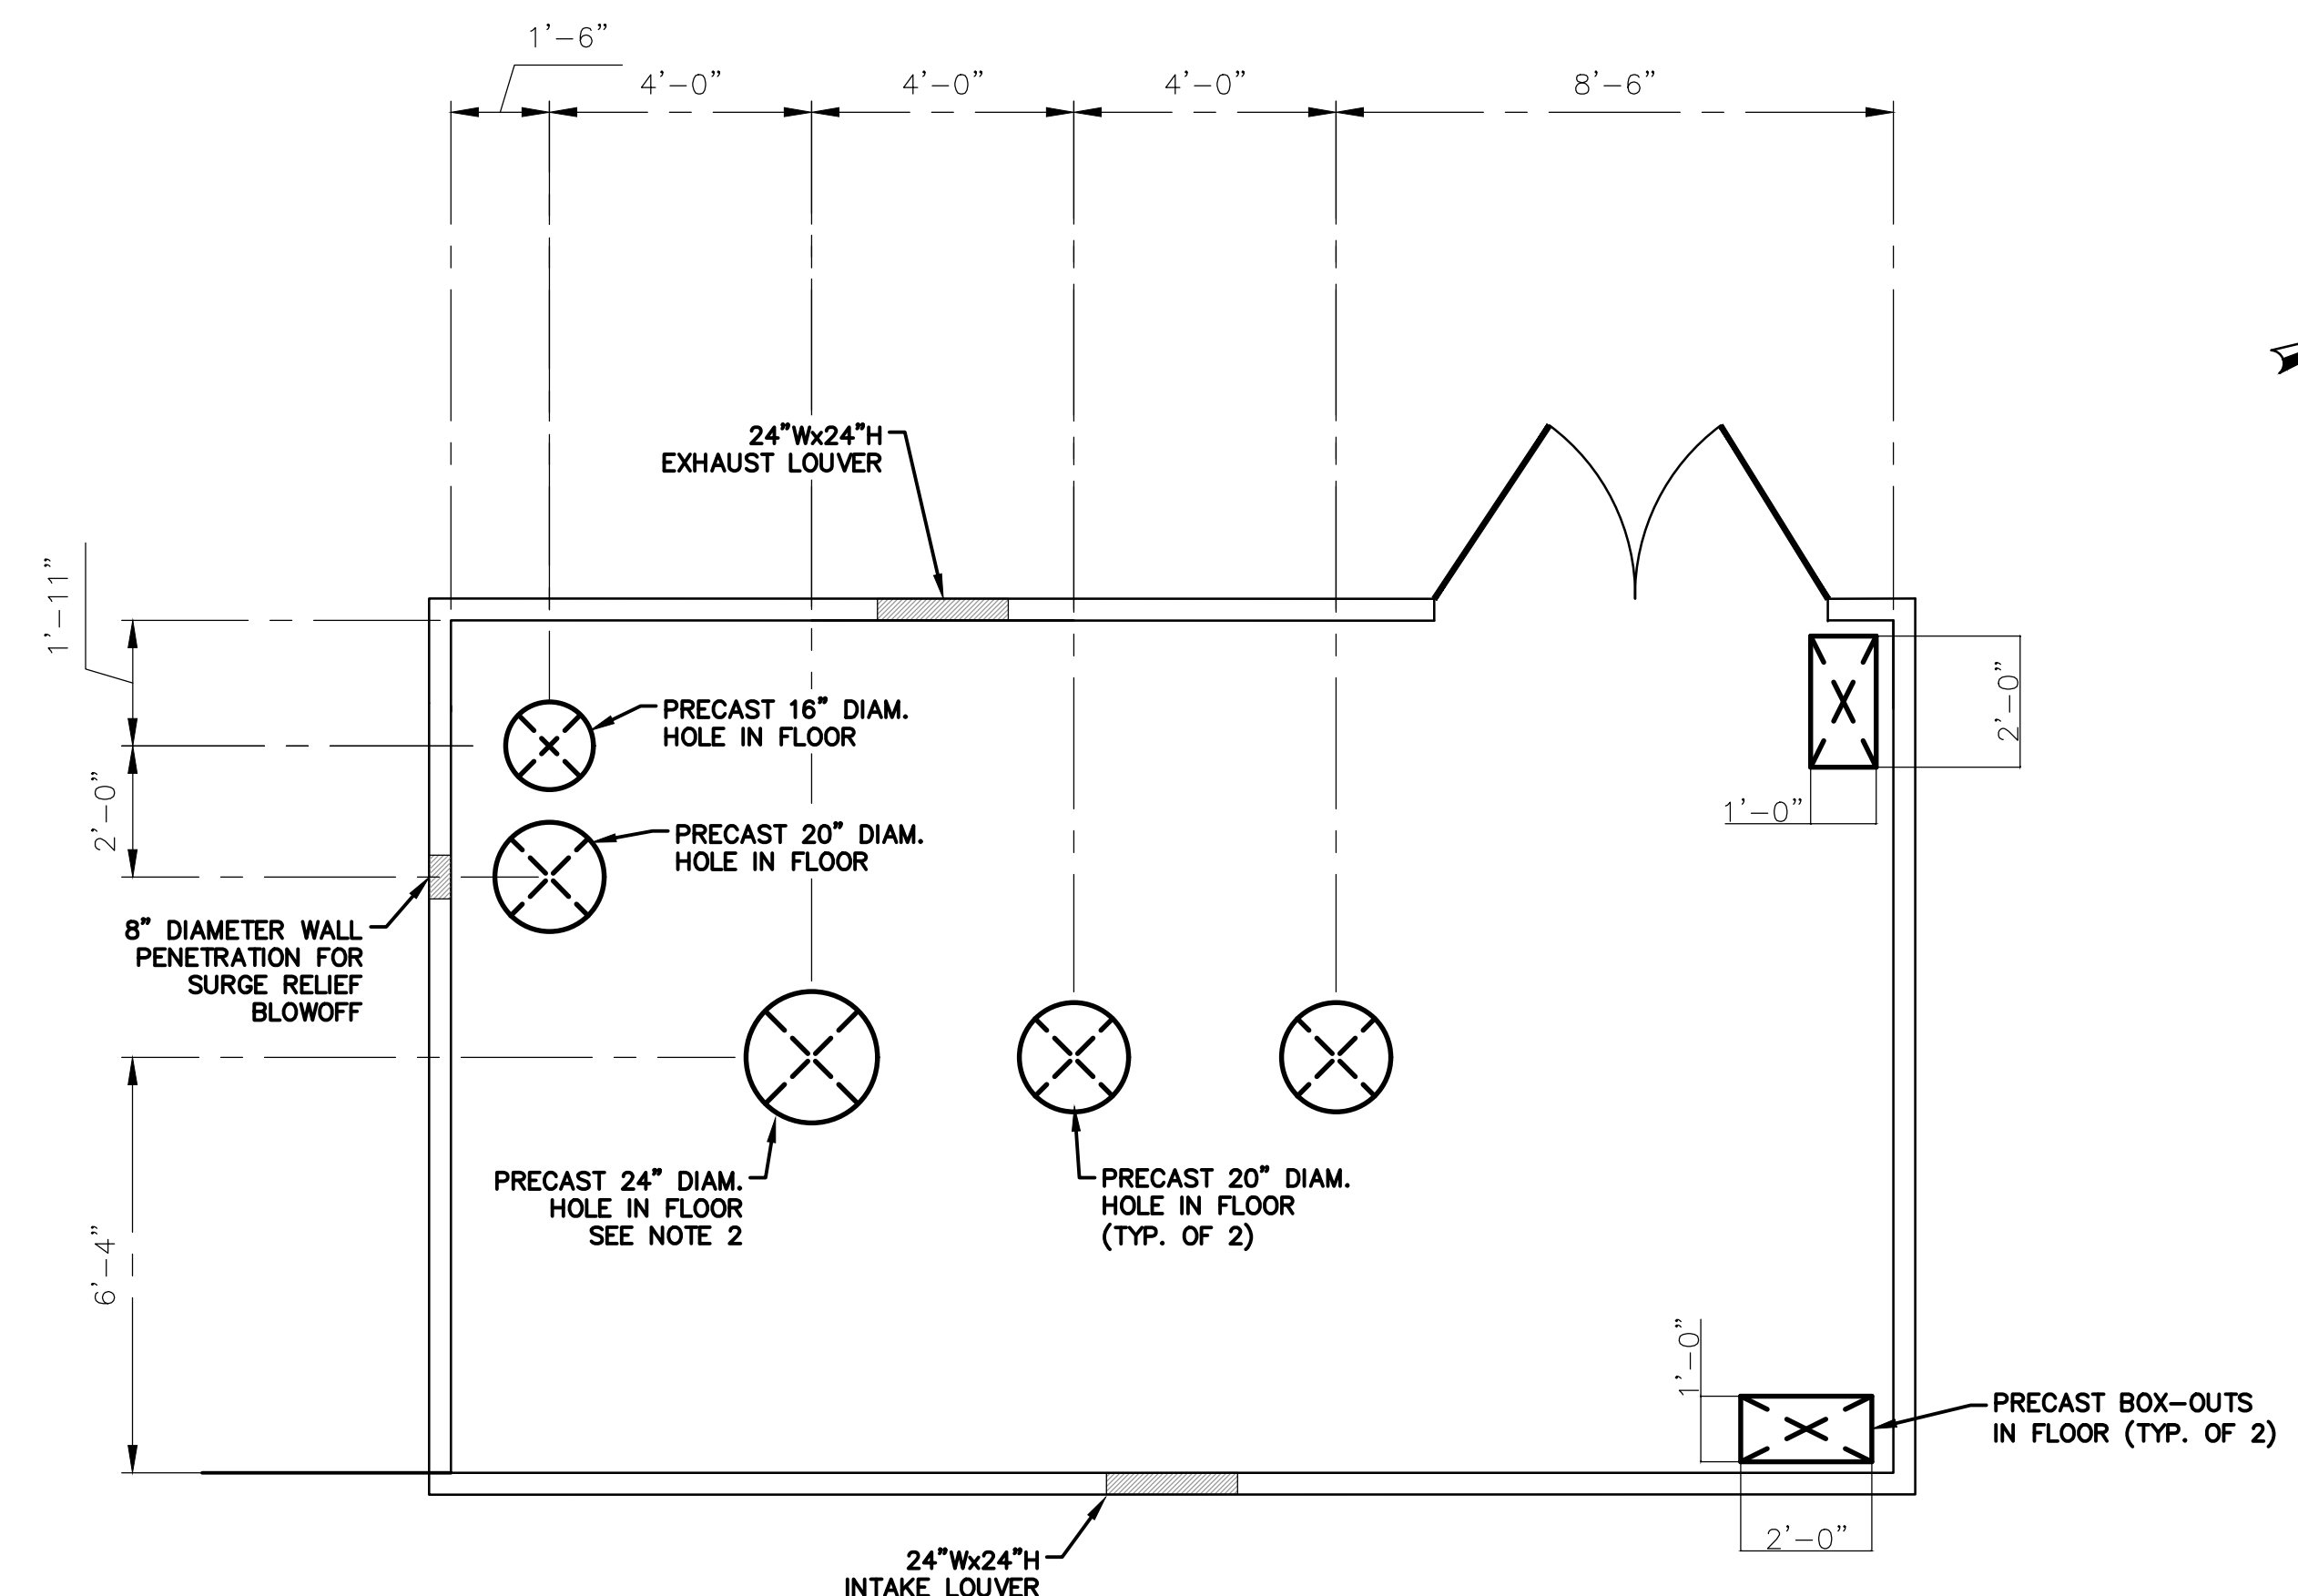 1'-6"
4'-0"
4'-0"
4'-0"
8'-6"
24"Wx24"H
EXHAUST LOUVER
1'-11"
2'-0"
PRECAST 16" DIAM.
HOLE IN FLOOR
2'-0"
1'-0"
PRECAST 20" DIAM.
HOLE IN FLOOR
8" DIAMETER WALL
PENETRATION FOR
SURGE RELIEF
BLOWOFF
PRECAST 24" DIAM.
HOLE IN FLOOR
SEE NOTE 2
PRECAST 20" DIAM.
HOLE IN FLOOR
(TYP. OF 2)
6'-4"
1'-0"
PRECAST BOX-OUTS
IN FLOOR (TYP. OF 2)
2'-0"
24"Wx24"H
INTAKE LOUVER